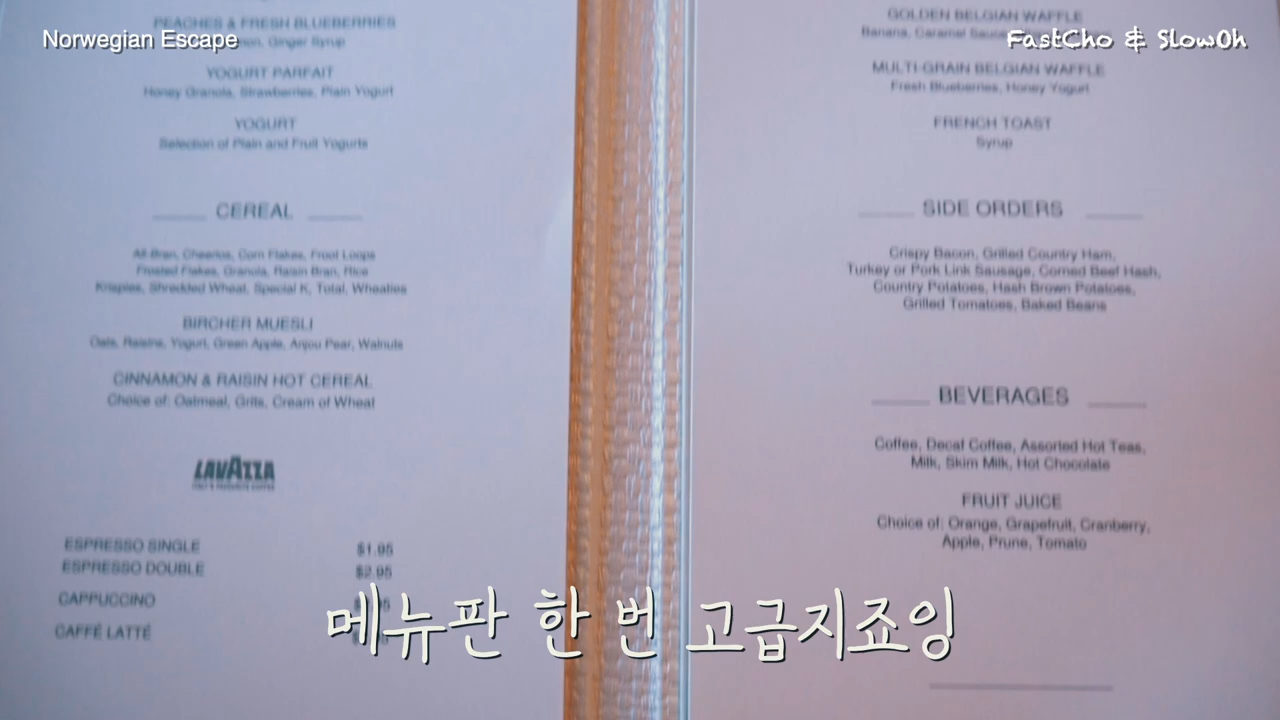 Norwegian Escape
FastCho & SlowOh
PEACHES & FRESH BLUEBERRIES
Ginger Syrup
YOGURT PARFAIT
Honey Granola, Strawberries, Plain Yogurt
YOGURT
Selection of Plain and Fruit Yogurts
CEREAL
All-Bran, Cheerios, Corn Flakes, Froot Loops
Frosted Flakes, Granola, Raisin Bran, Rice
Krispies, Shredded Wheat, Special K, Total, Wheaties
BIRCHER MUESLI
Oats, Raisins, Yogurt, Green Apple, Anjou Pear, Walnuts
CINNAMON & RAISIN HOT CEREAL
Choice of: Oatmeal, Grits, Cream of Wheat
LAVAZZA
ITALY'S FAVOURITE COFFEE
ESPRESSO SINGLE $1.95
ESPRESSO DOUBLE $2.95
CAPPUCCINO
CAFFÉ LATTÉ
GOLDEN BELGIAN WAFFLE
Banana, Caramel Sauce
MULTI-GRAIN BELGIAN WAFFLE
Fresh Blueberries, Honey Yogurt
FRENCH TOAST
Syrup
SIDE ORDERS
Crispy Bacon, Grilled Country Ham,
Turkey or Pork Link Sausage, Corned Beef Hash,
Country Potatoes, Hash Brown Potatoes,
Grilled Tomatoes, Baked Beans
BEVERAGES
Coffee, Decaf Coffee, Assorted Hot Teas,
Milk, Skim Milk, Hot Chocolate
FRUIT JUICE
Choice of: Orange, Grapefruit, Cranberry,
Apple, Prune, Tomato
메뉴판 한 번 고급지죠잉